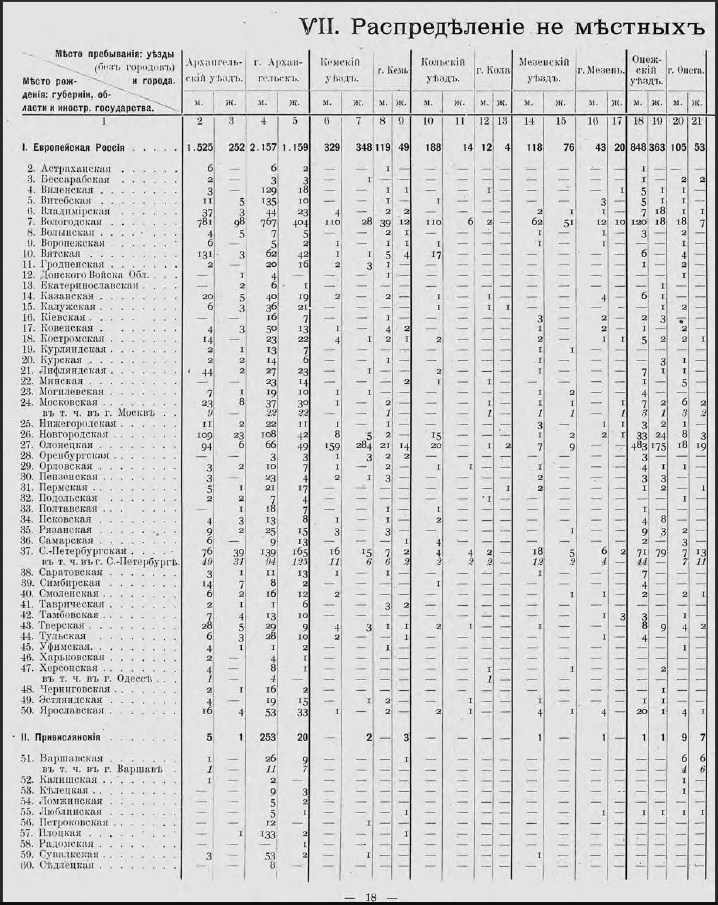 VII. Распредѣленіе не мѣстныхъ
Мѣсто пребыванія: уѣзды (безъ городовъ) и города.
Мѣсто рожденія: губерніи, области и иностр. государства.
Архангельскій уѣздъ. г. Архангельскъ. Кемскій уѣздъ. г. Кемь Кольскій уѣздъ. г. Кола Мезенскій уѣздъ. г. Мезень. Онежскій уѣздъ. г. Онега.
м. ж. м. ж. м. ж. м. ж. м. ж. м. ж. м. ж. м. ж. м. ж. м. ж.
1 2 3 4 5 6 7 8 9 10 11 12 13 14 15 16 17 18 19 20 21
I. Европейская Россія 1.525 252 2.157 1.159 329 348 119 49 188 14 12 4 118 76 43 20 848 363 105 53
2. Астраханская 6 — 6 2 — — 1 — — — — — — — — — 1 — — —
3. Бессарабская 2 — 3 3 — 1 — — — — — — — — — — 1 — 2 2
4. Виленская 3 — 129 18 — — 1 1 — — 1 — — — — 1 5 1 1 —
5. Витебская 11 5 135 10 — — 1 — 1 — — — — — 3 — 5 1 1 —
6. Владимірская 37 3 44 23 4 — 2 2 — — — — 2 1 1 — 7 18 1 1
7. Вологодская 781 98 767 404 110 28 39 12 110 6 2 — 62 51 12 10 120 18 18 7
8. Волынская 4 5 7 5 — — 2 1 — — — — 1 — 1 — 3 — 2 —
9. Воронежская 6 — 5 2 1 — 1 1 1 — — — 1 — 1 — — — 1 —
10. Вятская 131 3 62 42 1 1 5 4 17 — — — — — — — 6 — 4 —
11. Гродненская 2 — 20 16 2 3 1 — — — — — — — — — 1 — 2 —
12. Донского Войска Обл. — 1 4 — — — 1 — — — — — — — — — — — 1 —
13. Екатеринославская — 2 6 1 — — — — — — — — — — — — — 1 — —
14. Казанская 20 5 40 19 2 — 2 — 1 — 1 — — — 4 — 6 1 — —
15. Калужская 6 3 36 21 — — — — 1 — 1 1 — — — — — 1 2 —
16. Кіевская — — 16 7 — — 1 — — — — — 3 — 2 — 2 3 —
17. Ковенская 4 3 50 13 1 — 4 2 — — — — 1 — 2 — 1 — 2 —
18. Костромская 14 — 23 22 4 1 2 1 2 — — — 2 — 1 1 5 2 2 1
19. Курляндская 2 1 13 7 — — — — — — — — 1 1 — — — — — —
20. Курская 2 2 14 6 — — 1 — — — — — 1 — — — — 3 1 —
21. Лифляндская 44 2 27 23 — 1 — — 2 — — — 1 — — — 7 1 1 —
22. Минская — — 23 14 — — — 2 1 — 1 — — — — — 1 — 5 —
23. Могилевская 7 1 19 10 1 1 — — — — — — 1 2 — — 4 — — —
24. Московская 23 8 37 30 1 — 2 — — — 1 — 1 1 — 1 7 2 6 2
въ т. ч. въ г. Москвѣ 9 — 22 22 — — 1 — — — 1 — 1 1 — 1 3 1 3 2
25. Нижегородская 11 2 22 11 1 — 1 — — — — — 3 — 1 1 3 2 1 —
26. Новгородская 109 23 108 42 8 5 2 — 15 — — — 1 2 2 1 33 24 8 3
27. Олонецкая 94 6 66 49 159 284 21 14 20 — 1 2 7 9 — — 483 175 18 19
28. Оренбургская — — 3 3 1 3 2 2 — — — — — — — — 3 — — —
29. Орловская 3 2 10 7 1 — 2 — 1 1 — — 1 — — — 4 1 1 —
30. Пензенская 3 — 23 4 2 1 3 — — — — — 2 — — — 3 3 — —
31. Пермская 5 1 21 17 — — — — — — — 1 2 — — — 1 2 — 1
32. Подольская 2 2 7 4 — — — — — — 1 — — — — — — — 1 —
33. Полтавская — 1 18 7 — — 1 — 1 — — — — — — — — — — —
34. Псковская 4 3 13 8 1 — 1 — 2 — — — — — — — 4 8 — —
35. Рязанская 9 2 25 15 3 — 3 — — — — — — 1 — — 9 3 2 —
36. Самарская 6 — 9 13 — — — 1 4 — — — — — — — 2 — 3 —
37. С.-Петербургская 76 39 139 165 16 15 7 2 4 4 2 — 18 5 6 2 71 79 7 13
въ т. ч. въ г. С.-Петербургѣ 49 31 94 125 11 6 6 2 2 2 2 — 12 2 4 — 44 — 7 11
38. Саратовская 3 1 11 13 1 — 1 — — — — — 1 — — — 7 — — —
39. Симбирская 14 7 8 2 — — — — 1 — — — — — — — 4 — — —
40. Смоленская 6 2 16 12 2 — — — — — — — — 1 1 — 2 — 2 1
41. Таврическая 2 1 1 6 — — 3 2 — — — — — — — — — — — —
42. Тамбовская 7 4 13 10 — — — — — — — — — — 1 3 3 — 1 —
43. Тверская 28 5 29 9 4 3 1 1 2 1 — — 1 — — — 8 9 4 2
44. Тульская 6 3 28 10 2 — — 1 — — — — — — 1 — 4 — — —
45. Уфимская. 4 1 1 2 — — 1 — — — — — — — — — — — 1 —
46. Харьковская 2 — 4 1 — — — — — — — — — — — — — — — —
47. Херсонская 4 — 8 1 — — — — — — 1 — — 1 — — — 2 — —
въ т. ч. въ г. Одессѣ 1 — 4 — — — — — — — 1 — — — — — — — — —
48. Черниговская 2 1 16 2 — — — — — — — — — — — — — 1 — —
49. Эстляндская 4 — 19 15 — 1 2 — — 1 — — 1 — — — 1 1 — —
50. Ярославская 16 4 53 33 1 — 2 — 2 1 — — 4 1 4 — 20 1 4 1
II. Привислянскія 5 1 253 20 — 2 — 3 — — — — 1 — 1 — 1 1 9 7
51. Варшавская 1 — 26 9 — — — 1 — — — — — — — — — — 6 6
въ т. ч. въ г. Варшавѣ 1 — 11 7 — — — — — — — — — — — — — — 4 6
52. Калишская 1 — 2 — — — — — — — — — — — — — — — 1 —
53. Кѣлецкая — — 9 3 — — — — — — — — — — — — — — 1 —
54. Ломжинская — — 5 2 — — — — — — — — — — — — — — — —
55. Люблинская — — 5 1 — — — 1 — — — — — — 1 — 1 1 1 1
56. Петроковская — — 12 — — 1 — — — — — — — — — — — — — —
57. Плоцкая — 1 133 2 — — — 1 — — — — — — — — — — — —
58. Радомская — — — 1 — — — — — — — — — — — — — — — —
59. Сувалкская 3 — 53 2 — 1 — — — — — — 1 — — — — — — —
60. Сѣдлецкая — — 8 — — — — — — — — — — — — — — — — —
— 18 —